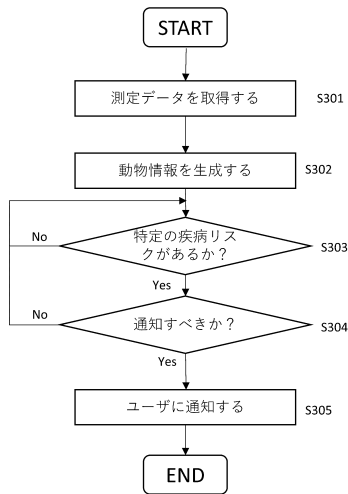 START
測定データを取得する
S301
動物情報を生成する
S302
No
特定の疾病リス
クがあるか？
S303
Yes
No
通知すべきか？
S304
Yes
ユーザに通知する
S305
END